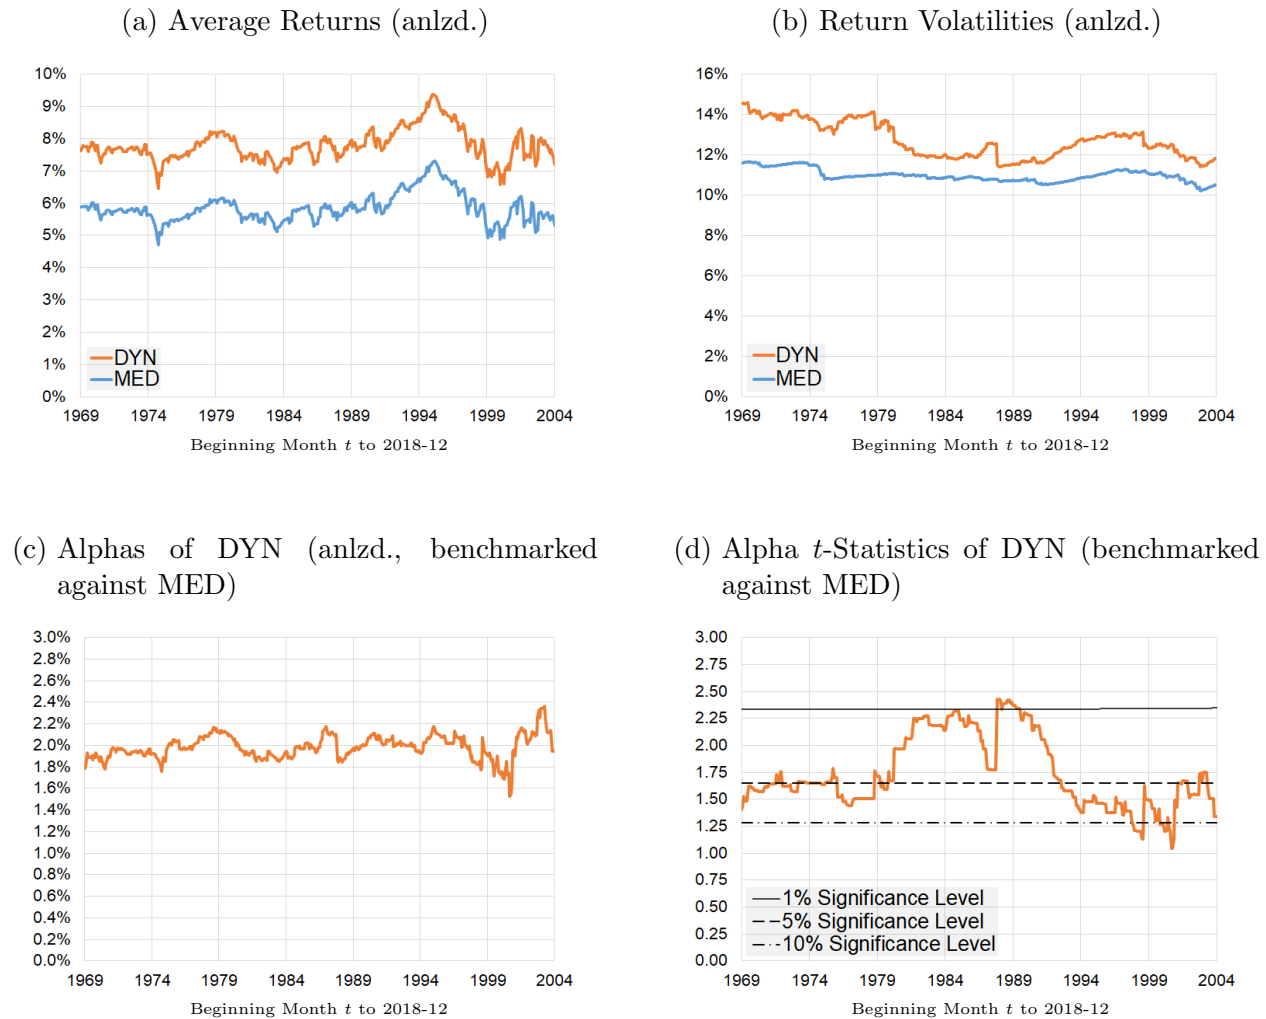 (a) Average Returns (anlzd.)
10%
9%
8%
7%
6%
5%
4%
3%
2%
1%
0%
DYN
MED
1969 1974 1979 1984 1989 1994 1999 2004
Beginning Month t to 2018-12
(b) Return Volatilities (anlzd.)
16%
14%
12%
10%
8%
6%
4%
2%
0%
DYN
MED
1969 1974 1979 1984 1989 1994 1999 2004
Beginning Month t to 2018-12
(c) Alphas of DYN (anlzd., benchmarked
against MED)
3.0%
2.8%
2.6%
2.4%
2.2%
2.0%
1.8%
1.6%
1.4%
1.2%
1.0%
0.8%
0.6%
0.4%
0.2%
0.0%
1969 1974 1979 1984 1989 1994 1999 2004
Beginning Month t to 2018-12
(d) Alpha t-Statistics of DYN (benchmarked
against MED)
3.00
2.75
2.50
2.25
2.00
1.75
1.50
1.25
1.00
0.75
0.50
0.25
0.00
1% Significance Level
5% Significance Level
10% Significance Level
1969 1974 1979 1984 1989 1994 1999 2004
Beginning Month t to 2018-12